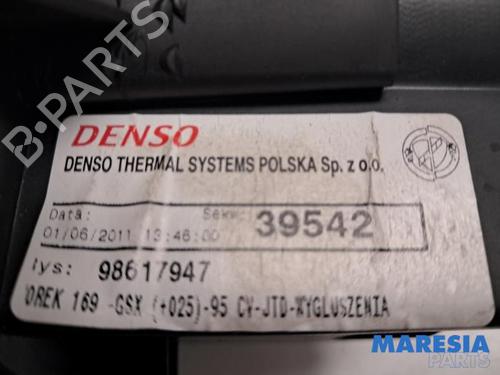 DENSO
DENSO THERMAL SYSTEMS POLSKA Sp. z o.o.
Data: Sekw:
01/06/2011 13:46:00 39542
rys: 98617947
OREK 169 -GSX (+025)-95 CV-JTD-WYGLUSZENIA
MARESIA
PARTS